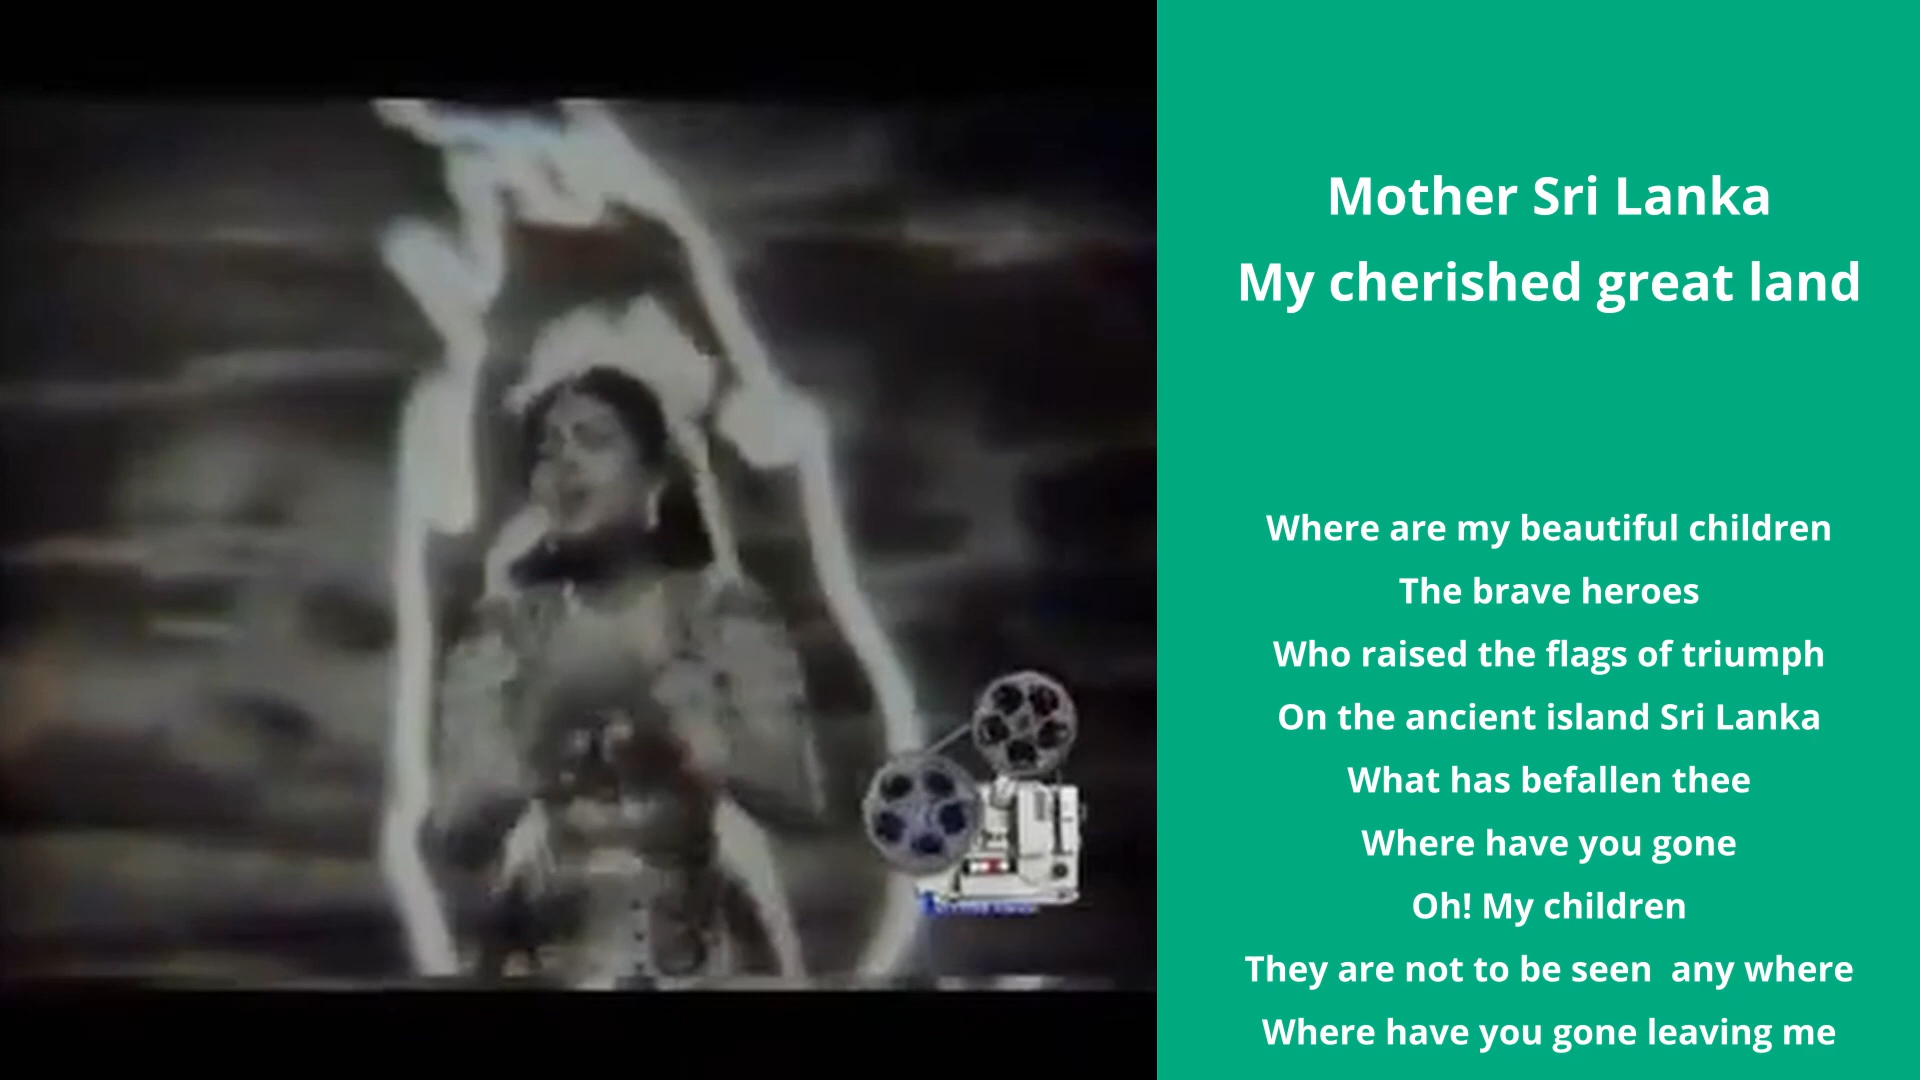 Mother Sri Lanka
My cherished great land
Where are my beautiful children
The brave heroes
Who raised the flags of triumph
On the ancient island Sri Lanka
What has befallen thee
Where have you gone
Oh! My children
They are not to be seen  any where
Where have you gone leaving me